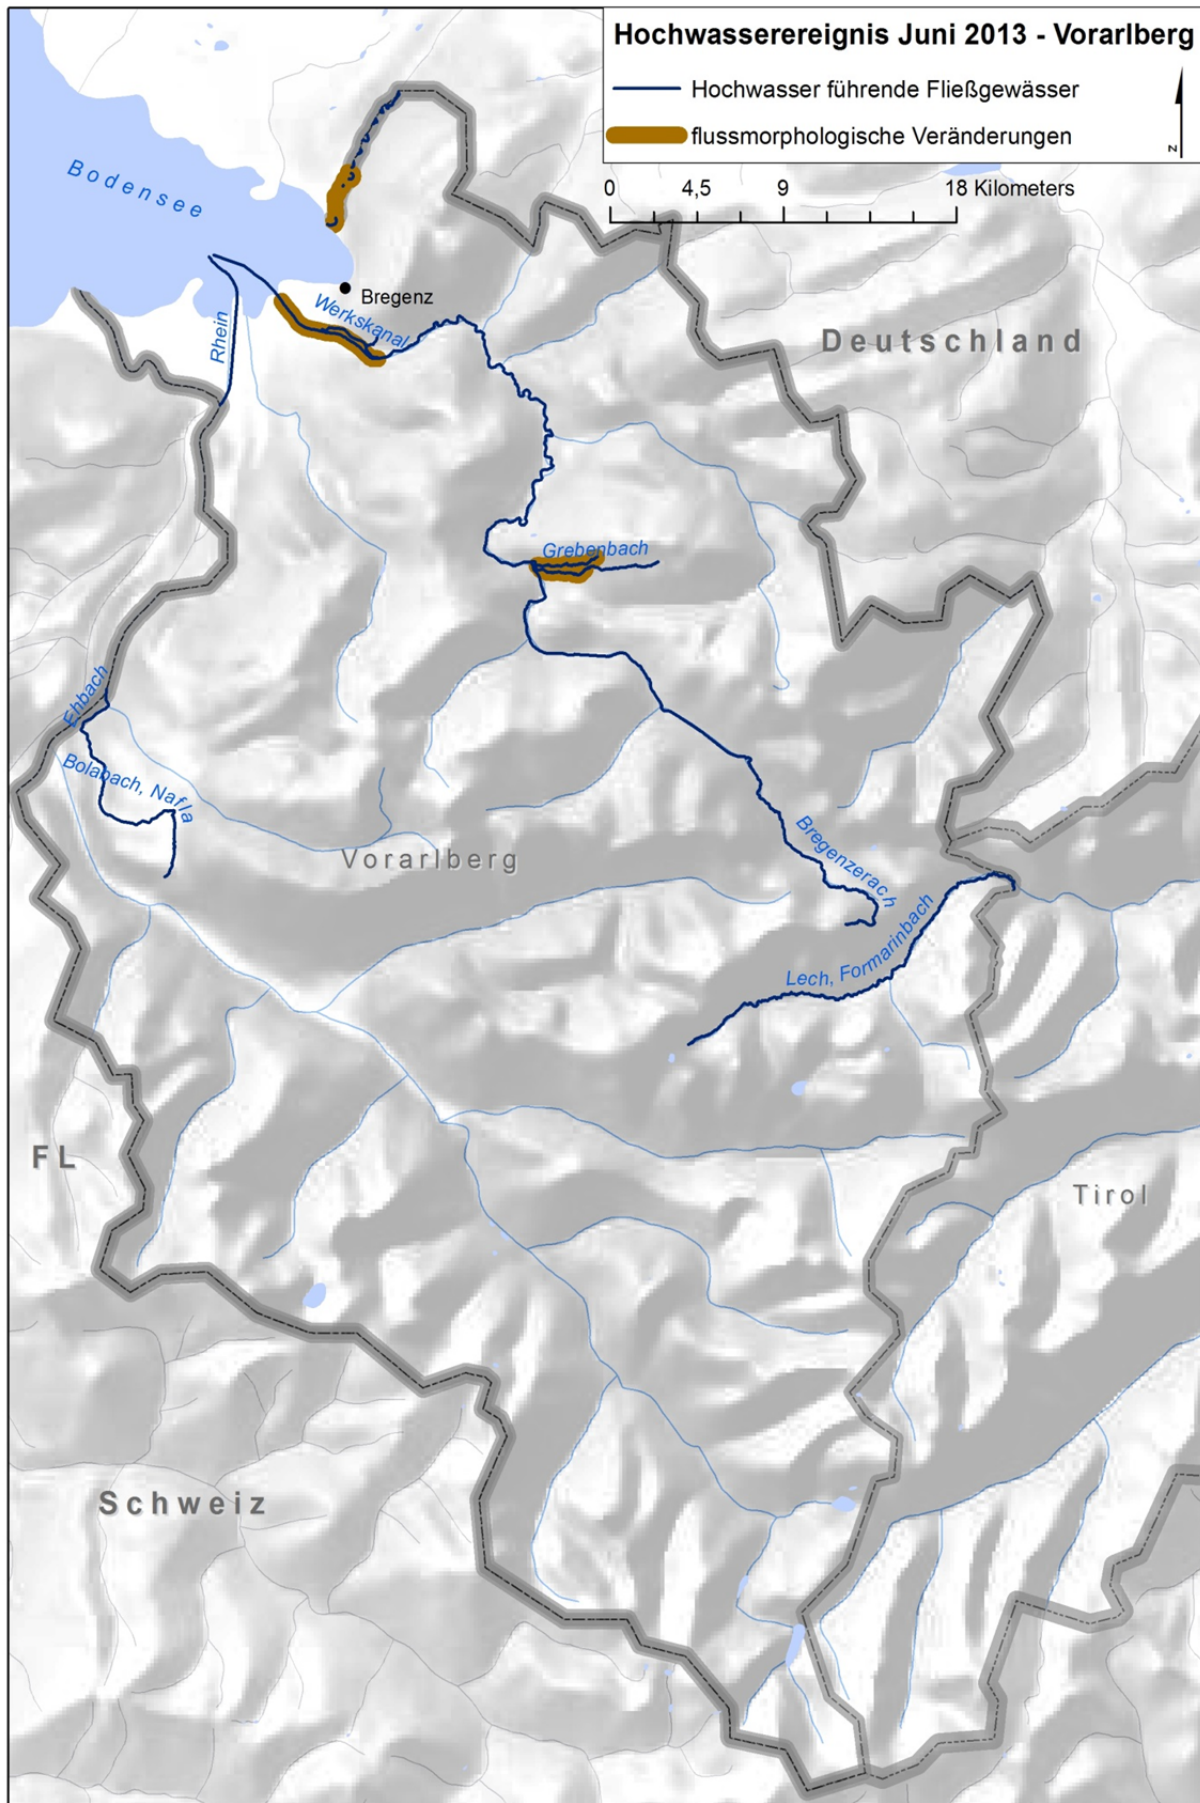 Hochwasserereignis Juni 2013 - Vorarlberg
Hochwasser führende Fließgewässer
flussmorphologische Veränderungen
N
0 4,5 9 18 Kilometers
Bodensee
Bregenz
Werkskanal
Rhein
Deutschland
Grebenbach
Ehbach
Bolabach, Nafla
Vorarlberg
Bregenzerach
Lech, Formarinbach
FL
Tirol
Schweiz